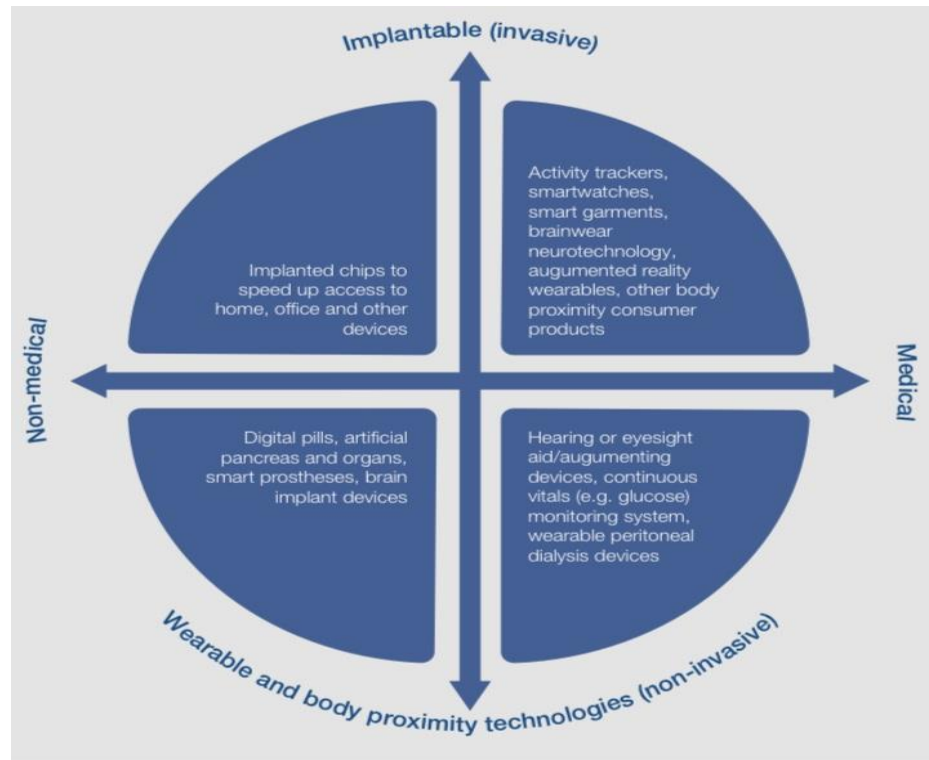 Implantable (invasive)
Implanted chips to
speed up access to
home, office and other
devices
Activity trackers,
smartwatches,
smart garments,
brainwear
neurotechnology,
augumented reality
wearables, other body
proximity consumer
products
Non-medical
Medical
Digital pills, artificial
pancreas and organs,
smart prostheses, brain
implant devices
Hearing or eyesight
aid/augumenting
devices, continuous
vitals (e.g. glucose)
monitoring system,
wearable peritoneal
dialysis devices
Wearable and body proximity technologies (non-invasive)